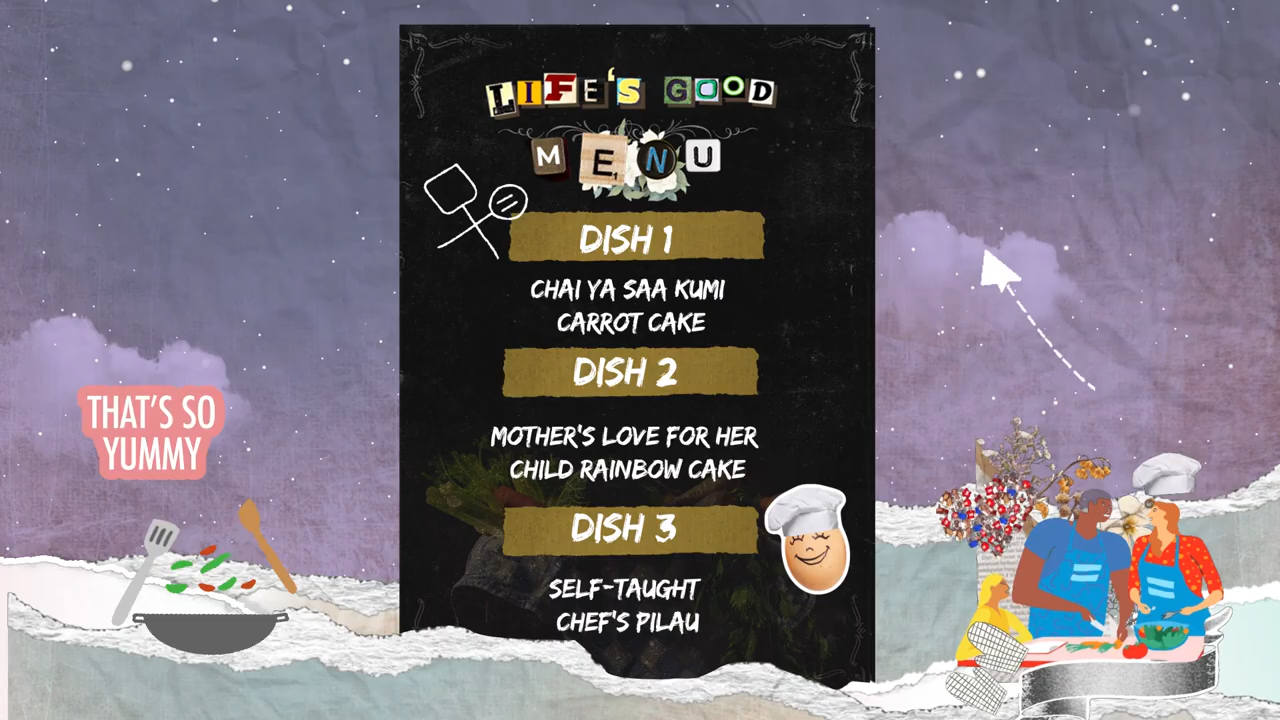 LIFE'S GOOD
MENU
DISH 1
CHAI YA SAA KUMI
CARROT CAKE
DISH 2
MOTHER'S LOVE FOR HER
CHILD RAINBOW CAKE
DISH 3
SELF-TAUGHT
CHEF'S PILAU
THAT'S SO
YUMMY